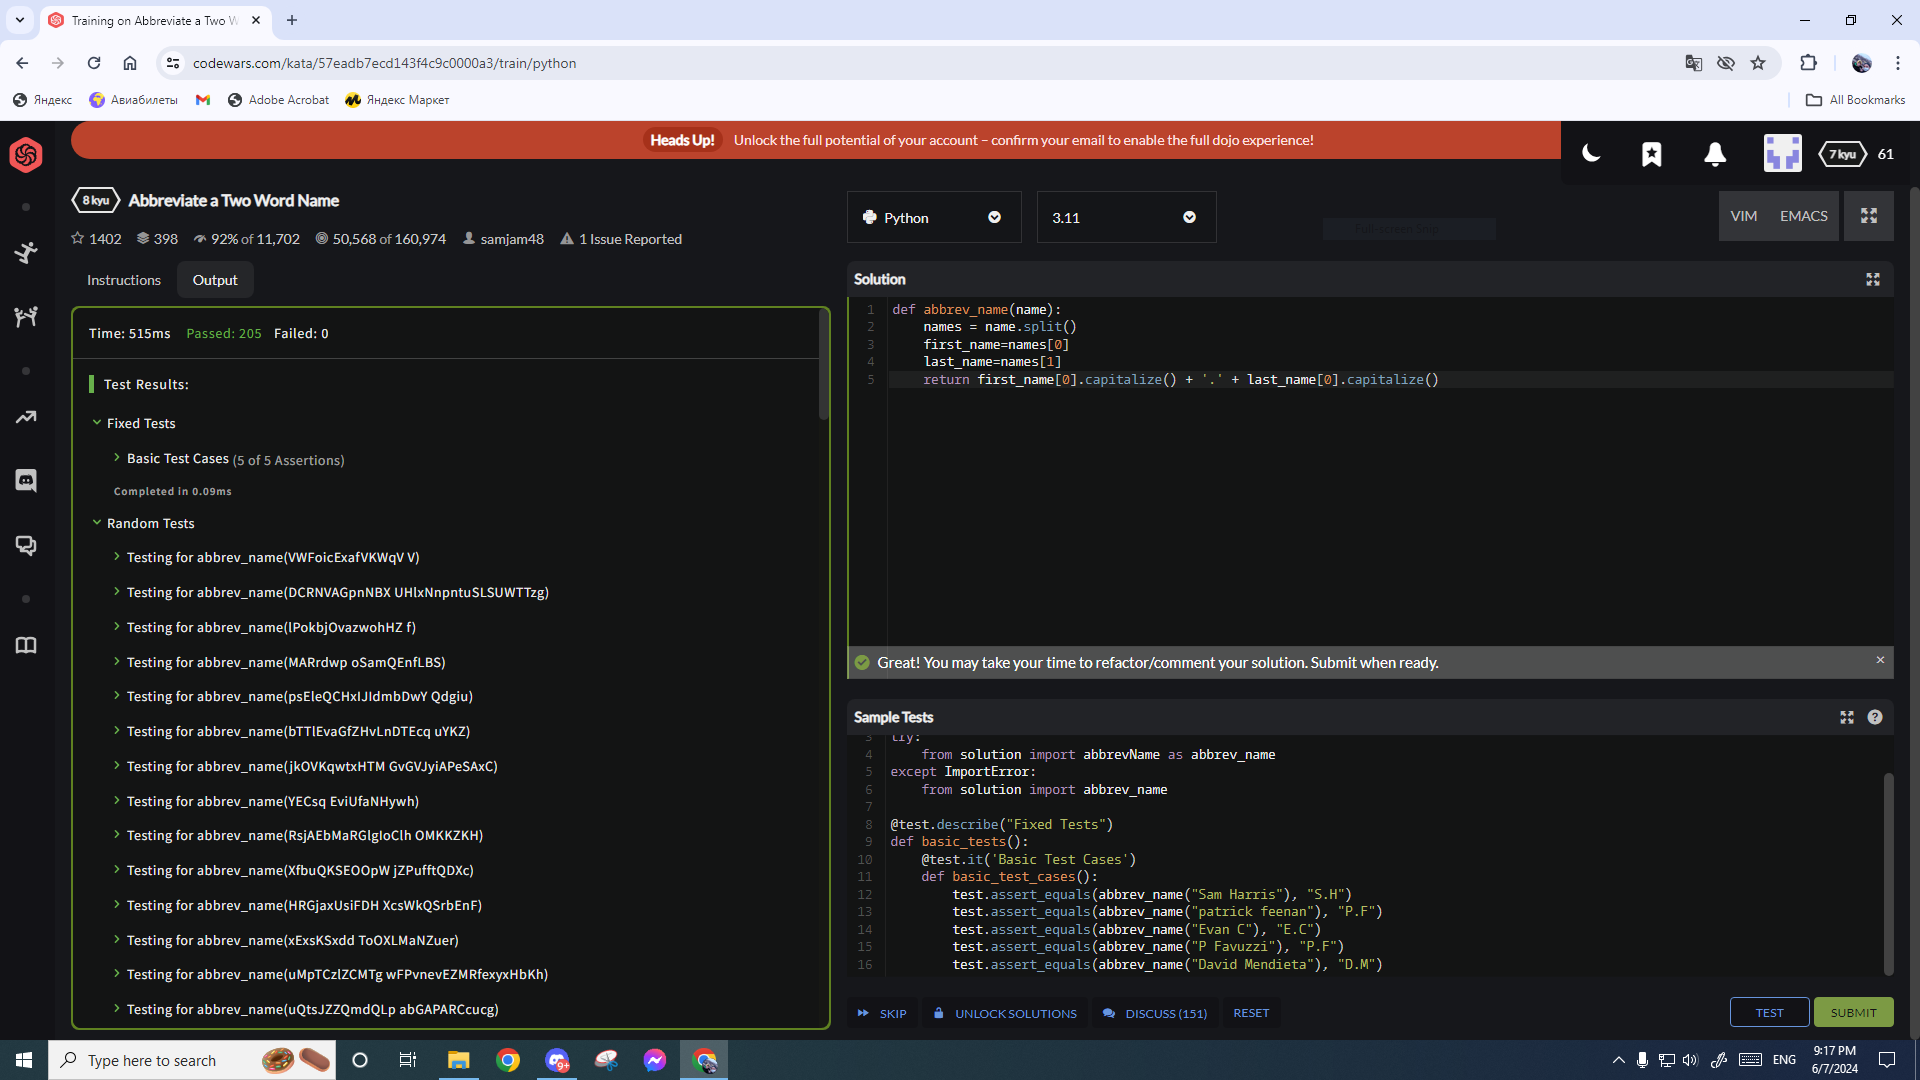 Training on Abbreviate a Two W
codewars.com/kata/57eadb7ecd143f4c9c0000a3/train/python
Яндекс
Авиабилеты
Adobe Acrobat
Яндекс Маркет
All Bookmarks
Heads Up! Unlock the full potential of your account – confirm your email to enable the full dojo experience!
7 kyu 61
8 kyu Abbreviate a Two Word Name
1402 398 92% of 11,702 50,568 of 160,974 samjam48 1 Issue Reported
Python
3.11
Full-screen Snip
VIM EMACS
Instructions Output
Time: 515ms Passed: 205 Failed: 0
Test Results:
Fixed Tests
Basic Test Cases (5 of 5 Assertions)
Completed in 0.09ms
Random Tests
Testing for abbrev_name(VWFoicExafVKWqV V)
Testing for abbrev_name(DCRNVAGpnNBX UHlxNnpntuSLSUWTTzg)
Testing for abbrev_name(lPokbjOvazwohHZ f)
Testing for abbrev_name(MARrdwp oSamQEnfLBS)
Testing for abbrev_name(psEleQCHxIJIdmbDwY Qdgiu)
Testing for abbrev_name(bTTlEvaGfZHvLnDTEcq uYKZ)
Testing for abbrev_name(jkOVKqwtxHTM GvGVJyiAPeSAxC)
Testing for abbrev_name(YECsq EviUfaNHywh)
Testing for abbrev_name(RsjAEbMaRGlgIoClh OMKKZKH)
Testing for abbrev_name(XfbuQKSEOOpW jZPufftQDXc)
Testing for abbrev_name(HRGjaxUsiFDH XcsWkQSrbEnF)
Testing for abbrev_name(xExsKSxdd ToOXLMaNZuer)
Testing for abbrev_name(uMpTCzlZCMTg wFPvnevEZMRfexyxHbKh)
Testing for abbrev_name(uQtsJZZQmdQLp abGAPARCcucg)
Solution
1 def abbrev_name(name):
2 names = name.split()
3 first_name=names[0]
4 last_name=names[1]
5 return first_name[0].capitalize() + '.' + last_name[0].capitalize()
Great! You may take your time to refactor/comment your solution. Submit when ready.
Sample Tests
3 try:
4 from solution import abbrevName as abbrev_name
5 except ImportError:
6 from solution import abbrev_name
7
8 @test.describe("Fixed Tests")
9 def basic_tests():
10 @test.it('Basic Test Cases')
11 def basic_test_cases():
12 test.assert_equals(abbrev_name("Sam Harris"), "S.H")
13 test.assert_equals(abbrev_name("patrick feenan"), "P.F")
14 test.assert_equals(abbrev_name("Evan C"), "E.C")
15 test.assert_equals(abbrev_name("P Favuzzi"), "P.F")
16 test.assert_equals(abbrev_name("David Mendieta"), "D.M")
SKIP UNLOCK SOLUTIONS DISCUSS (151) RESET
TEST SUBMIT
Type here to search
9+
ENG
9:17 PM
6/7/2024